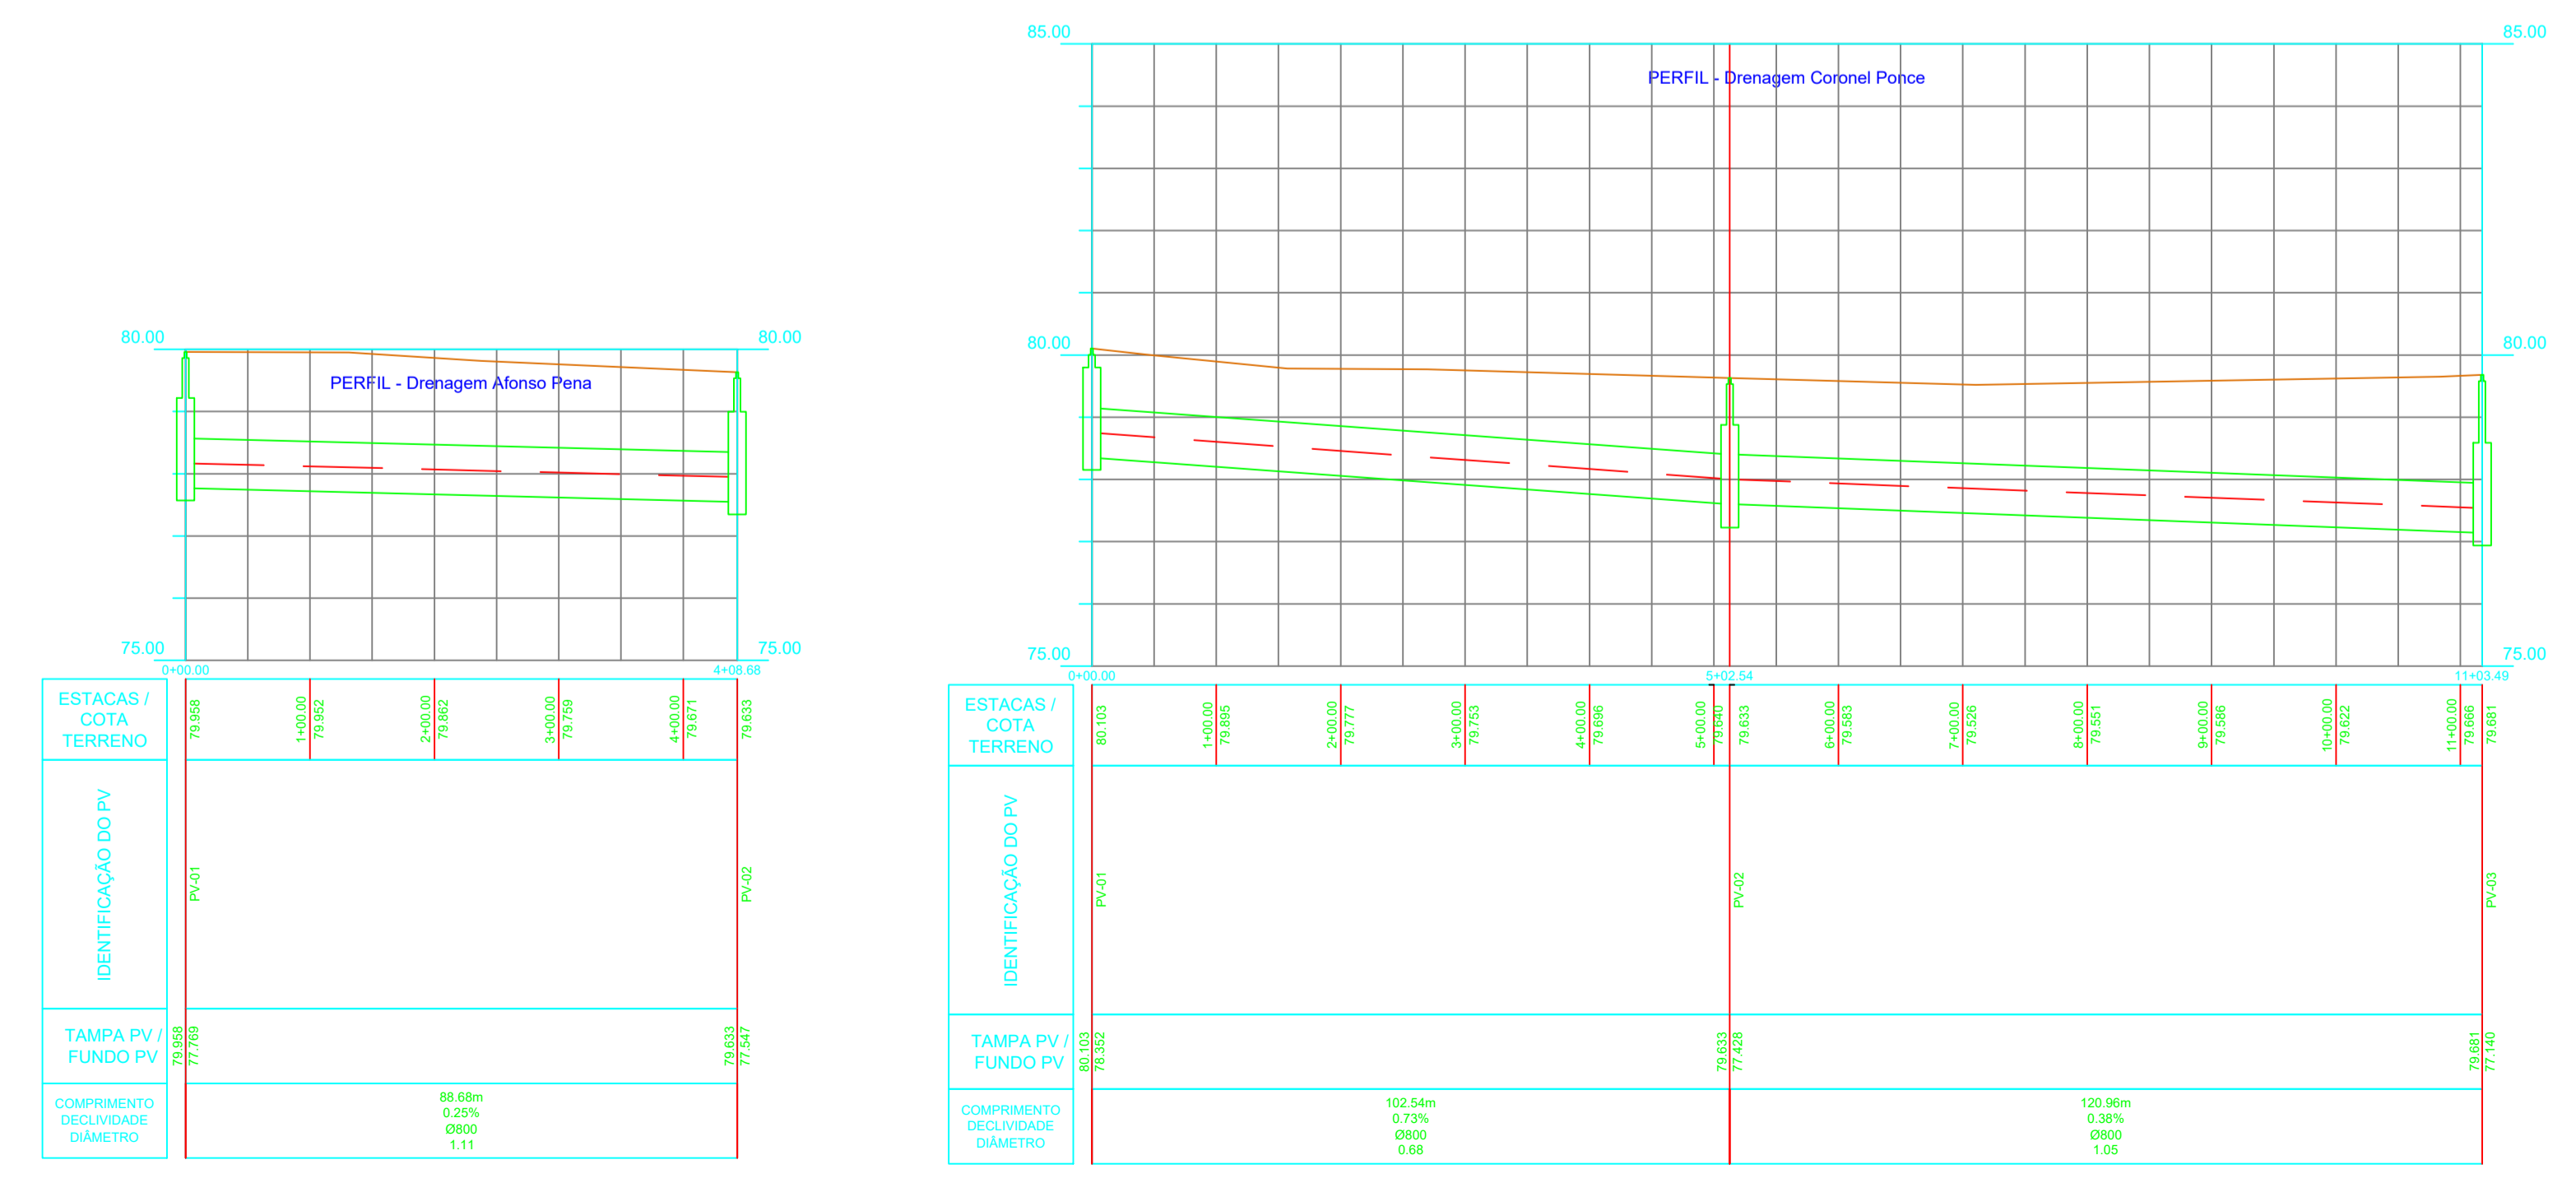 80.00
80.00
PERFIL - Drenagem Afonso Pena
75.00
75.00
0+00.00
4+08.68
ESTACAS /
COTA
TERRENO
79.958
1+00.00
79.952
2+00.00
79.862
3+00.00
79.759
4+00.00
79.671
79.633
IDENTIFICAÇÃO DO PV
PV-01
PV-02
TAMPA PV /
FUNDO PV
79.958
77.769
79.633
77.547
COMPRIMENTO
DECLIVIDADE
DIÂMETRO
88.68m
0.25%
Ø800
1.11
85.00
85.00
PERFIL - Drenagem Coronel Ponce
80.00
80.00
75.00
75.00
0+00.00
5+02.54
11+03.49
ESTACAS /
COTA
TERRENO
80.103
1+00.00
79.895
2+00.00
79.777
3+00.00
79.753
4+00.00
79.696
5+00.00
79.640
79.633
6+00.00
79.583
7+00.00
79.526
8+00.00
79.551
9+00.00
79.586
10+00.00
79.622
11+00.00
79.666
79.681
IDENTIFICAÇÃO DO PV
PV-01
PV-02
PV-03
TAMPA PV /
FUNDO PV
80.103
78.352
79.633
77.428
79.681
77.140
COMPRIMENTO
DECLIVIDADE
DIÂMETRO
102.54m
0.73%
Ø800
0.68
120.96m
0.38%
Ø800
1.05